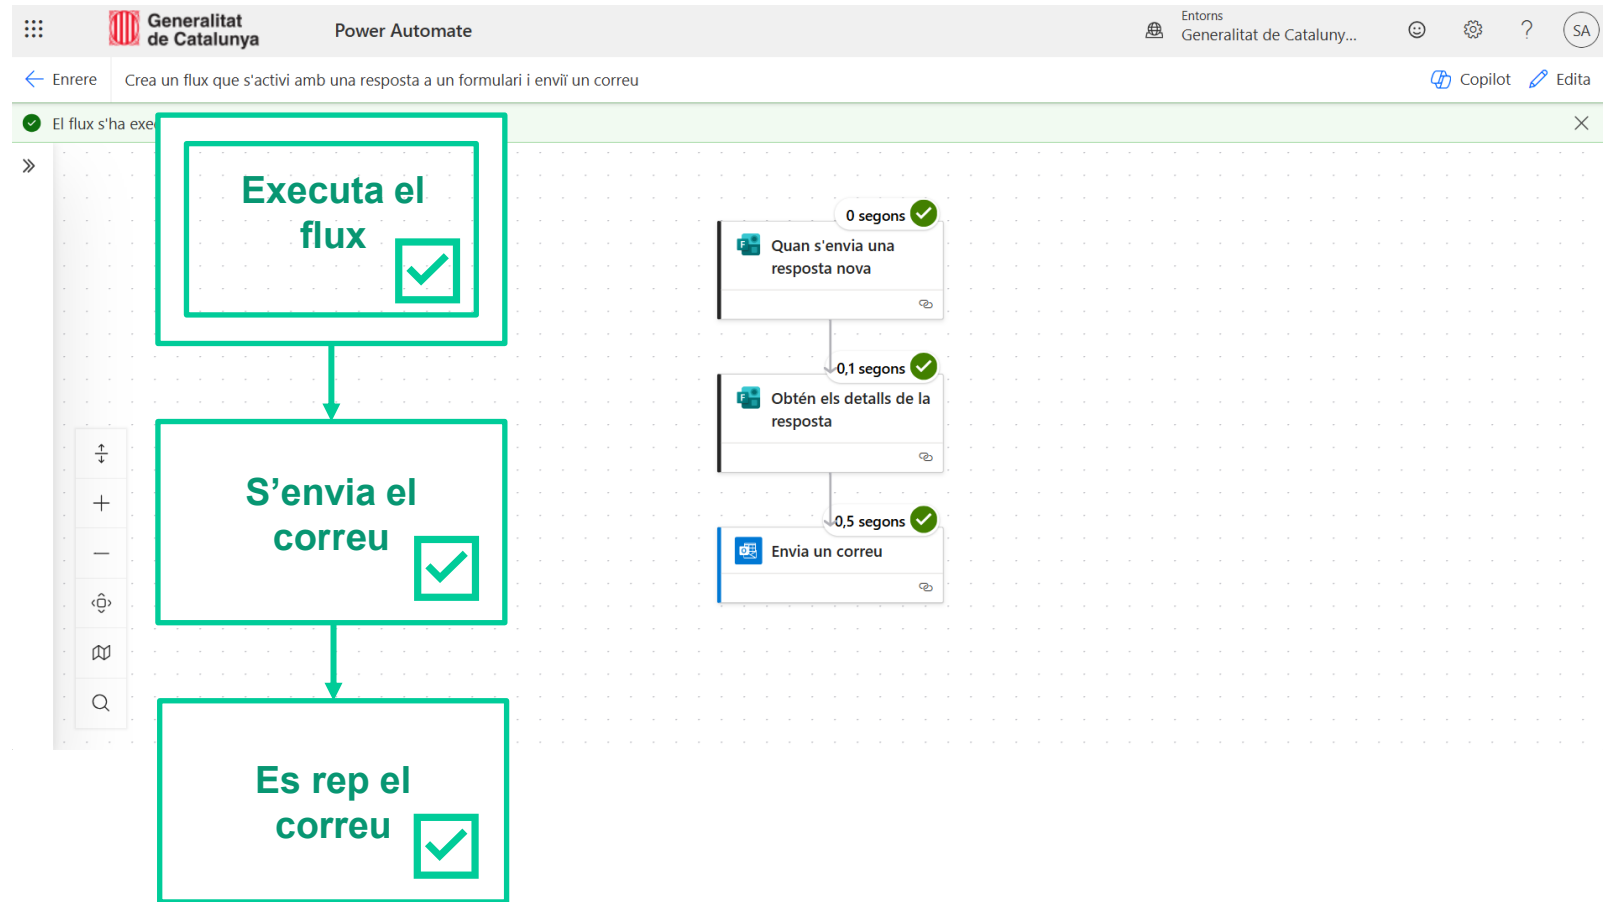 Generalitat
de Catalunya
Power Automate
Entorns
Generalitat de Cataluny...
?
SA
Enrere
Crea un flux que s'activi amb una resposta a un formulari i enviï un correu
Copilot
Edita
El flux s'ha
Executa el
flux
S’envia el
correu
Es rep el
correu
0 segons
Quan s'envia una
resposta nova
0,1 segons
Obtén els detalls de la
resposta
0,5 segons
Envia un correu